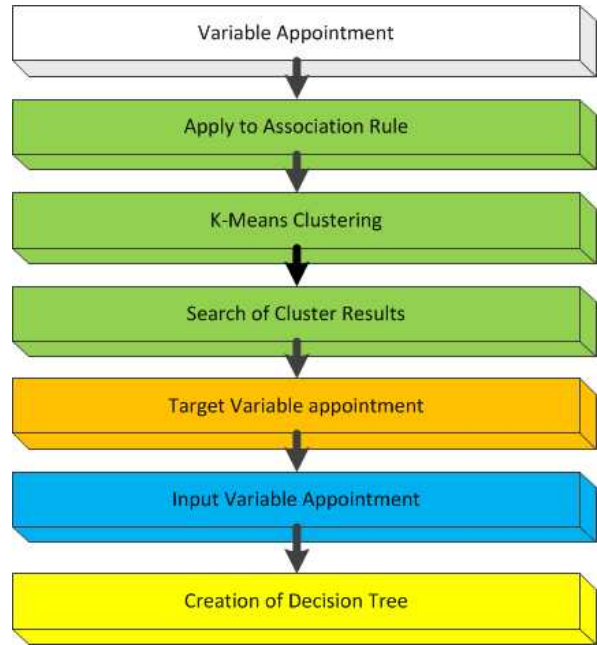 Variable Appointment
Apply to Association Rule
K-Means Clustering
Search of Cluster Results
Target Variable appointment
Input Variable Appointment
Creation of Decision Tree